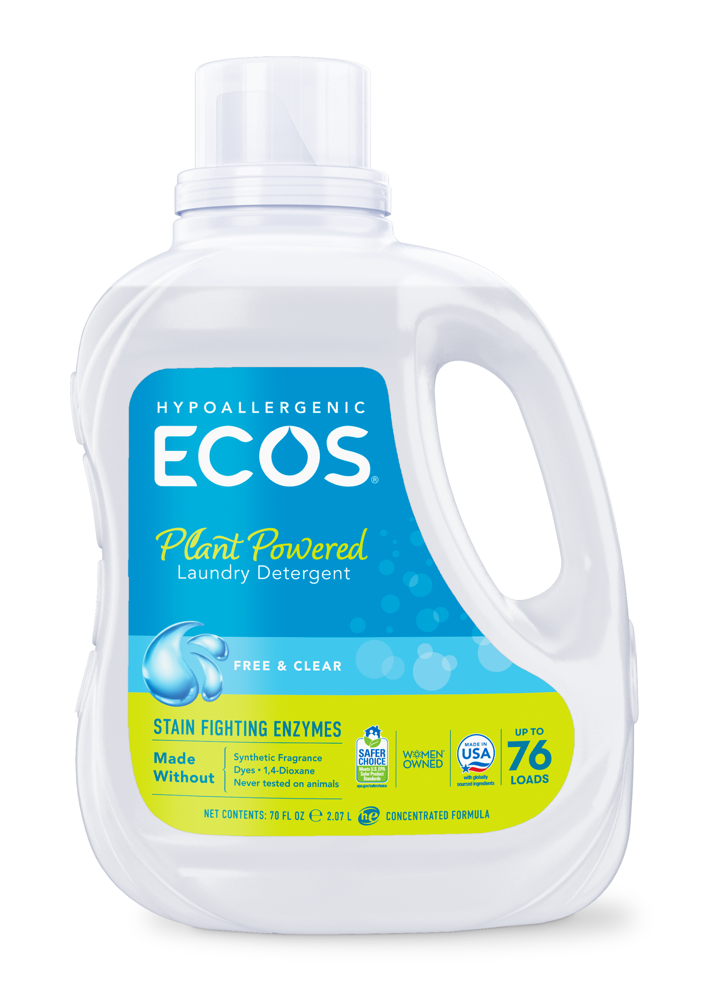 HYPOALLERGENIC
ECOS®
Plant Powered
Laundry Detergent
FREE & CLEAR
STAIN FIGHTING ENZYMES
Made
Without
Synthetic Fragrance
Dyes • 1,4-Dioxane
Never tested on animals
SAFER
CHOICE
Meets U.S. EPA
Safer Product
Standards
epa.gov/saferchoice
WOMEN
OWNED
MADE IN
USA
with globally
sourced ingredients
UP TO
76
LOADS
NET CONTENTS: 70 FL OZ ℮ 2.07 L he CONCENTRATED FORMULA